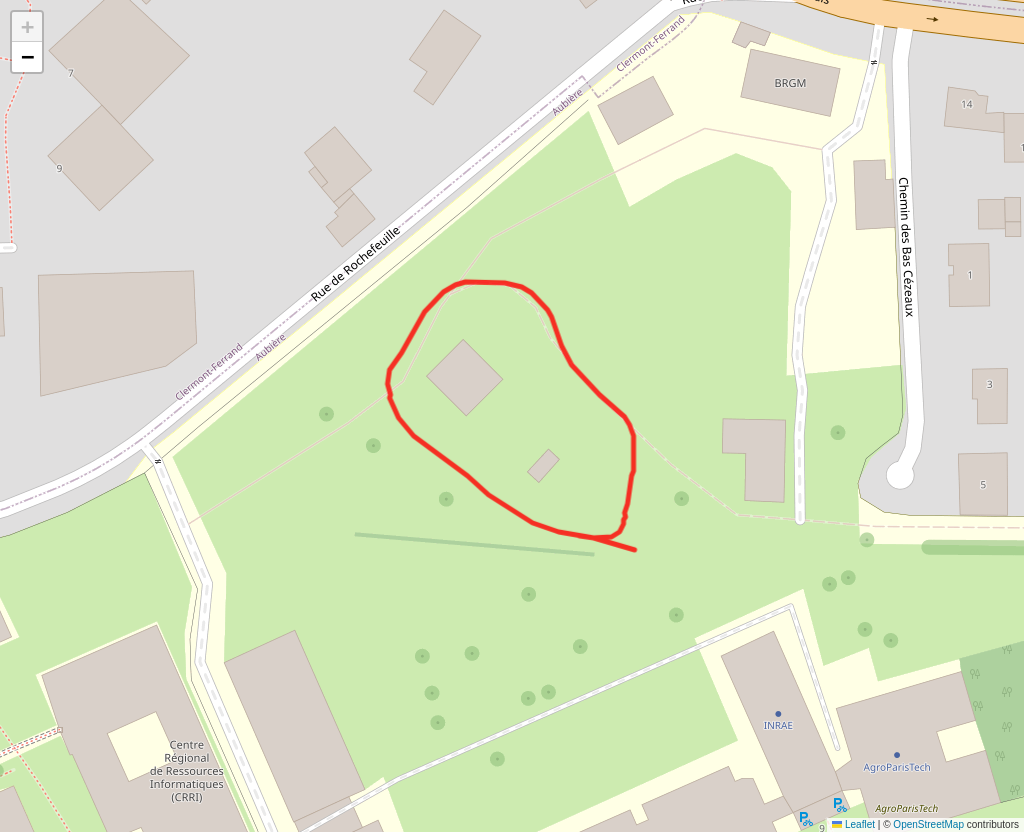 +
−
7
9
Clermont-Ferrand
Aubière
BRGM
14
Rue de Rochefeuille
Chemin des Bas Cézeaux
1
Clermont-Ferrand
Aubière
3
5
INRAE
AgroParisTech
Centre
Régional
de Ressources
Informatiques
(CRRI)
AgroParisTech
9
Leaflet | © OpenStreetMap contributors